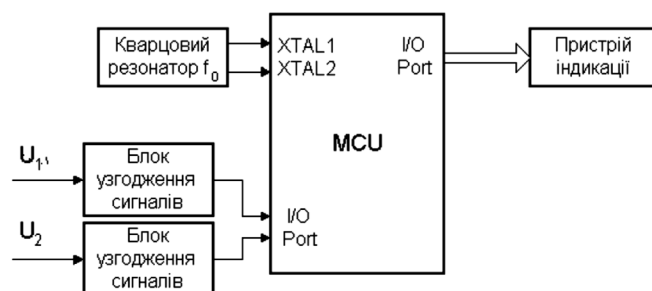 Кварцовий
резонатор f0
XTAL1
XTAL2
I/O
Port
Пристрій
індикації
MCU
U1
Блок
узгодження
сигналів
I/O
Port
U2
Блок
узгодження
сигналів